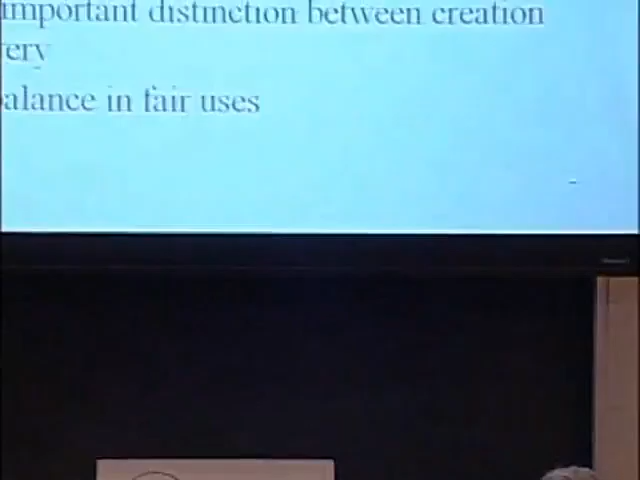 important distinction between creation
ery
alance in fair uses